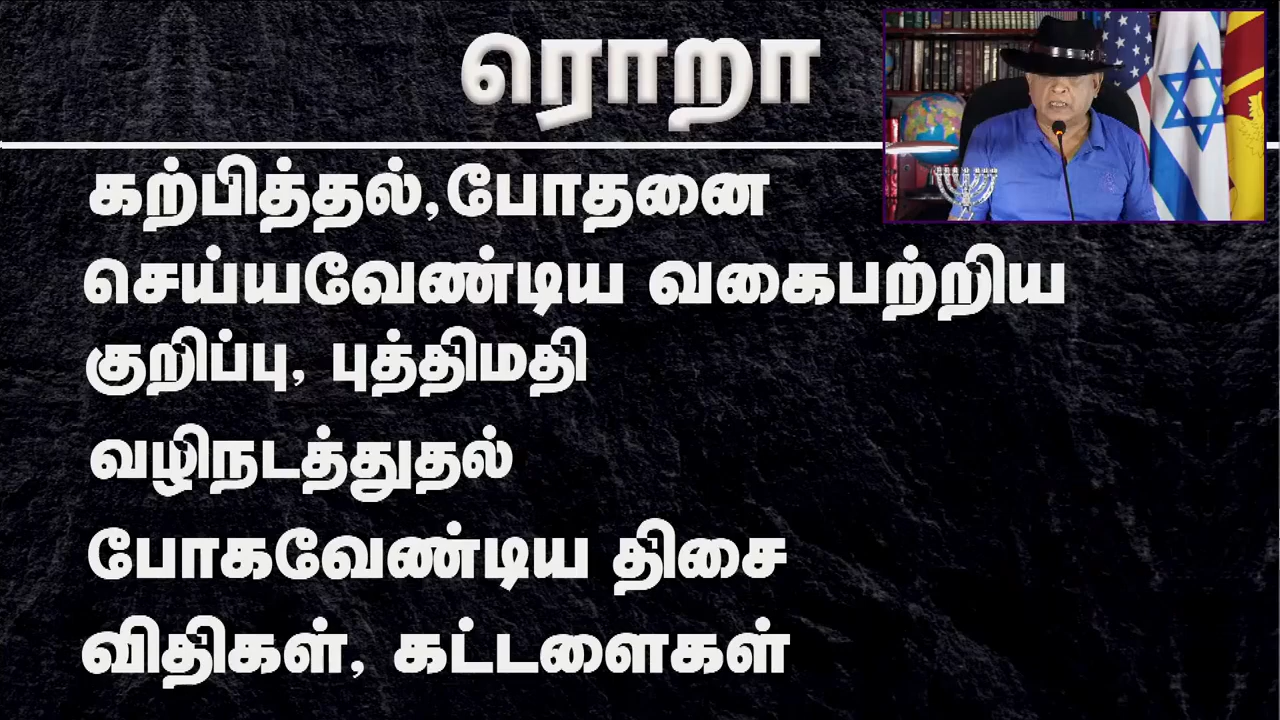 ரொறா
கற்பித்தல்,போதனை
செய்யவேண்டிய வகைபற்றிய
குறிப்பு, புத்திமதி
வழிநடத்துதல்
போகவேண்டிய திசை
விதிகள், கட்டளைகள்